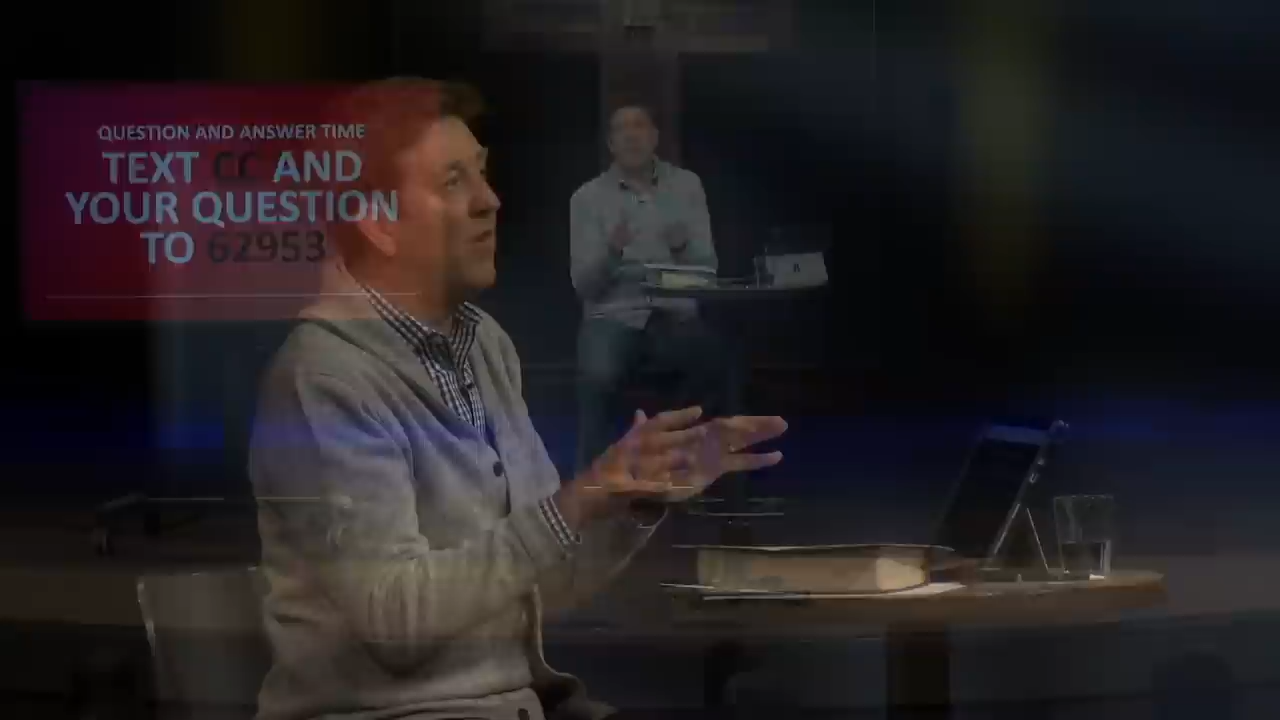 QUESTION AND ANSWER TIME
TEXT CC AND
YOUR QUESTION
TO 62953